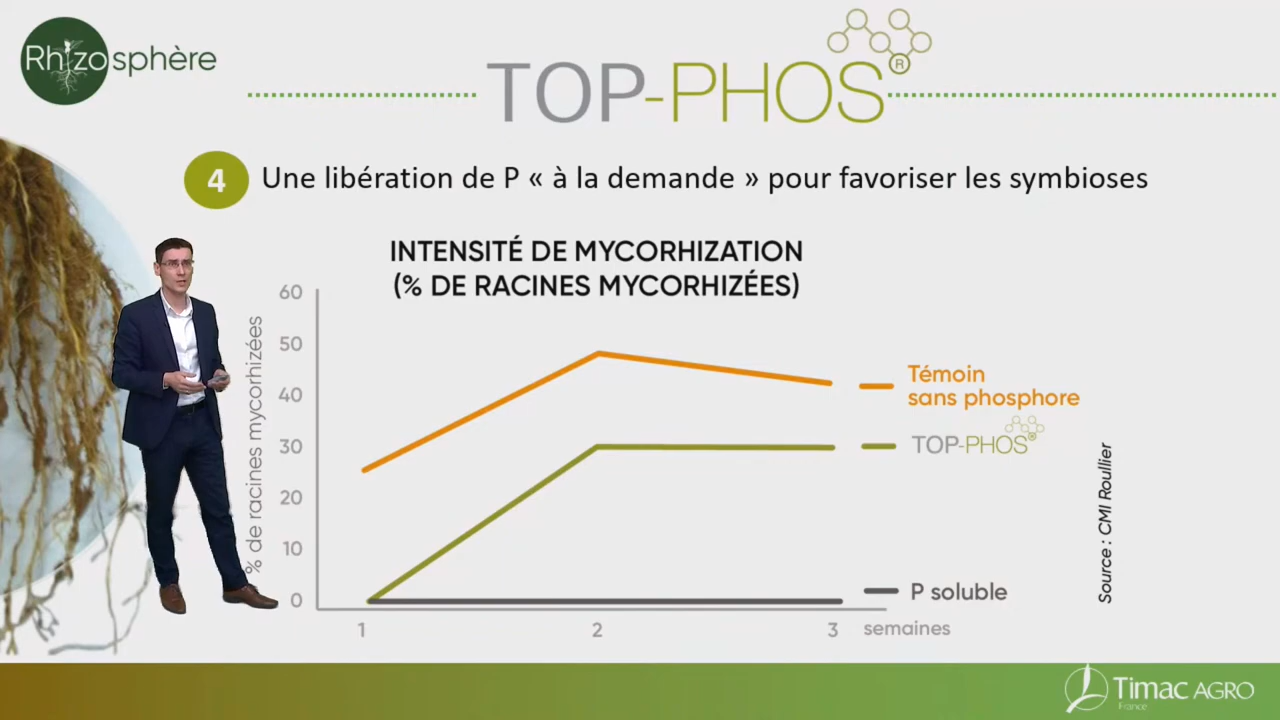 Rhizosphère
TOP-PHOS®
4 Une libération de P « à la demande » pour favoriser les symbioses
INTENSITÉ DE MYCORHIZATION
(% DE RACINES MYCORHIZÉES)
% de racines mycorhizées
60
50
40
30
20
10
0
1 2 3 semaines
Témoin
sans phosphore
TOP-PHOS®
P soluble
Source : CMI Roullier
Timac AGRO
France